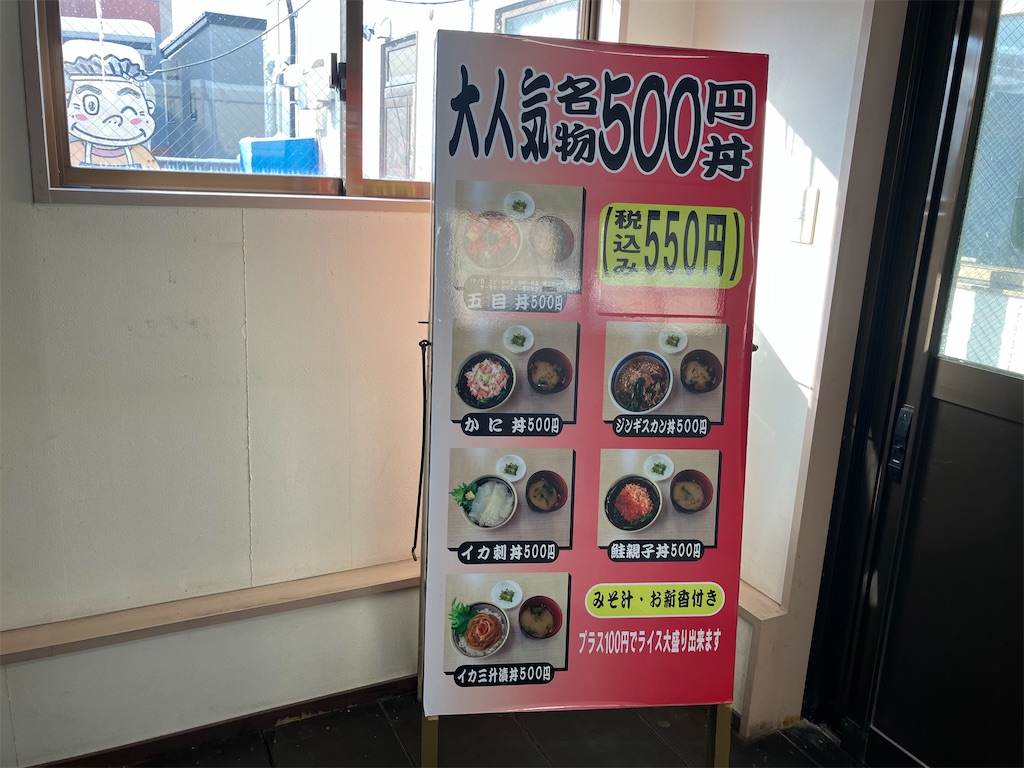 大人気名物500円丼
(税込み550円)
五目丼500円
かに丼500円
ジンギスカン丼500円
イカ刺丼500円
鮭親子丼500円
イカ三升漬丼500円
みそ汁・お新香付き
プラス100円でライス大盛り出来ます